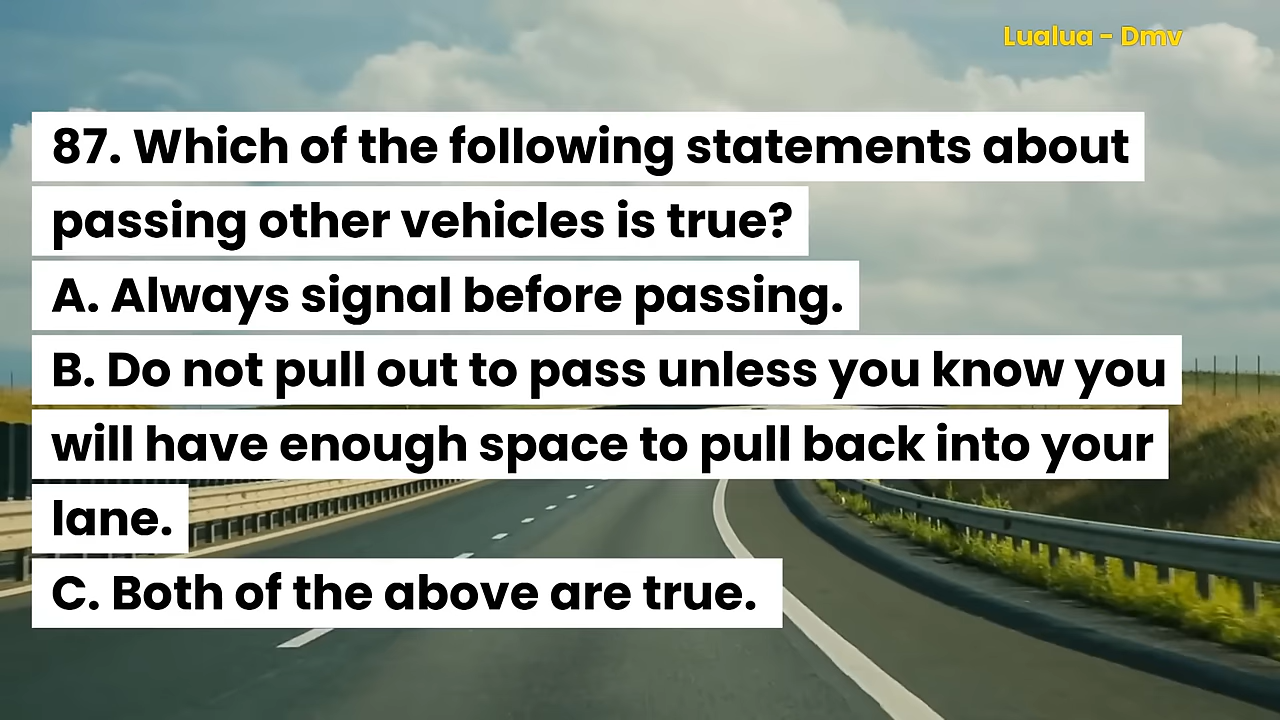 Lualua - Dmv
87. Which of the following statements about
passing other vehicles is true?
A. Always signal before passing.
B. Do not pull out to pass unless you know you
will have enough space to pull back into your
lane.
C. Both of the above are true.